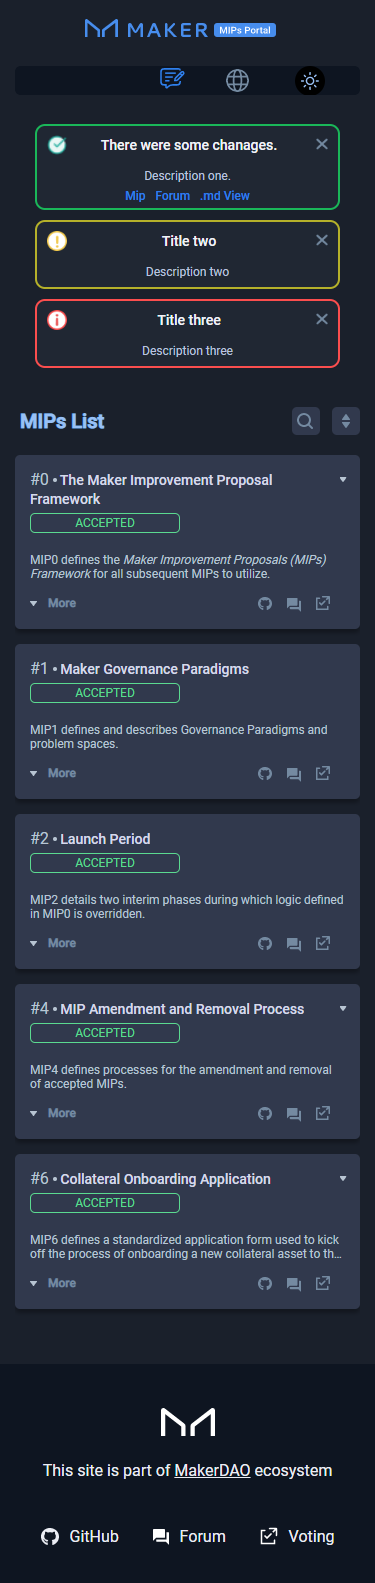 MAKER MIPs Portal
There were some chanages.
Description one.
Mip Forum .md View
Title two
Description two
Title three
Description three
MIPs List
#0 • The Maker Improvement Proposal
Framework
ACCEPTED
MIP0 defines the Maker Improvement Proposals (MIPs)
Framework for all subsequent MIPs to utilize.
More
#1 • Maker Governance Paradigms
ACCEPTED
MIP1 defines and describes Governance Paradigms and
problem spaces.
More
#2 • Launch Period
ACCEPTED
MIP2 details two interim phases during which logic defined
in MIP0 is overridden.
More
#4 • MIP Amendment and Removal Process
ACCEPTED
MIP4 defines processes for the amendment and removal
of accepted MIPs.
More
#6 • Collateral Onboarding Application
ACCEPTED
MIP6 defines a standardized application form used to kick
off the process of onboarding a new collateral asset to th...
More
This site is part of MakerDAO ecosystem
GitHub Forum Voting